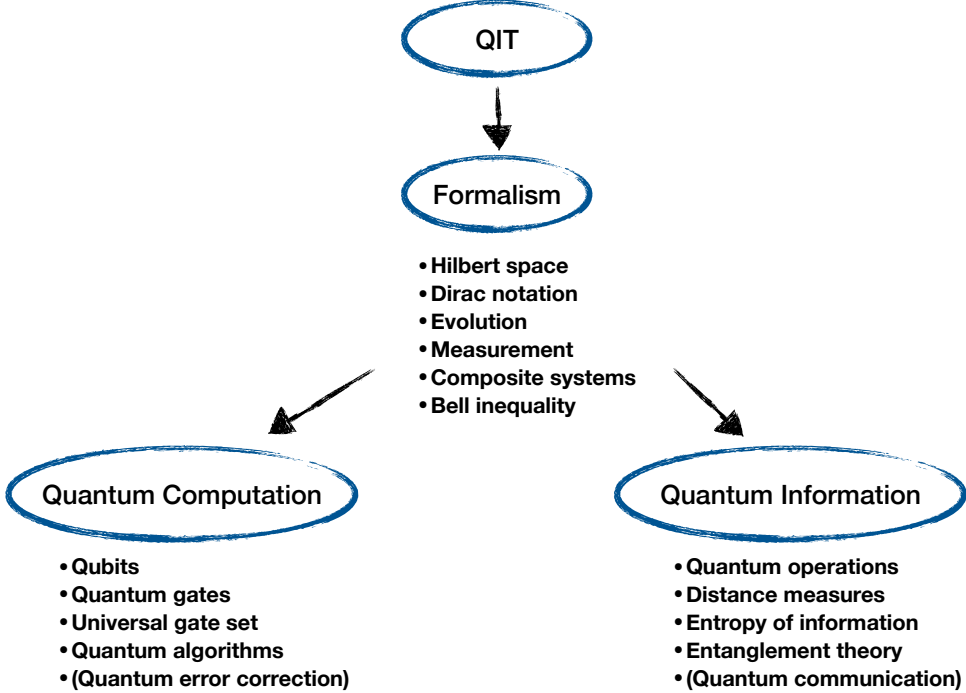 QIT
Formalism
• Hilbert space
• Dirac notation
• Evolution
• Measurement
• Composite systems
• Bell inequality
Quantum Computation
• Qubits
• Quantum gates
• Universal gate set
• Quantum algorithms
• (Quantum error correction)
Quantum Information
• Quantum operations
• Distance measures
• Entropy of information
• Entanglement theory
• (Quantum communication)